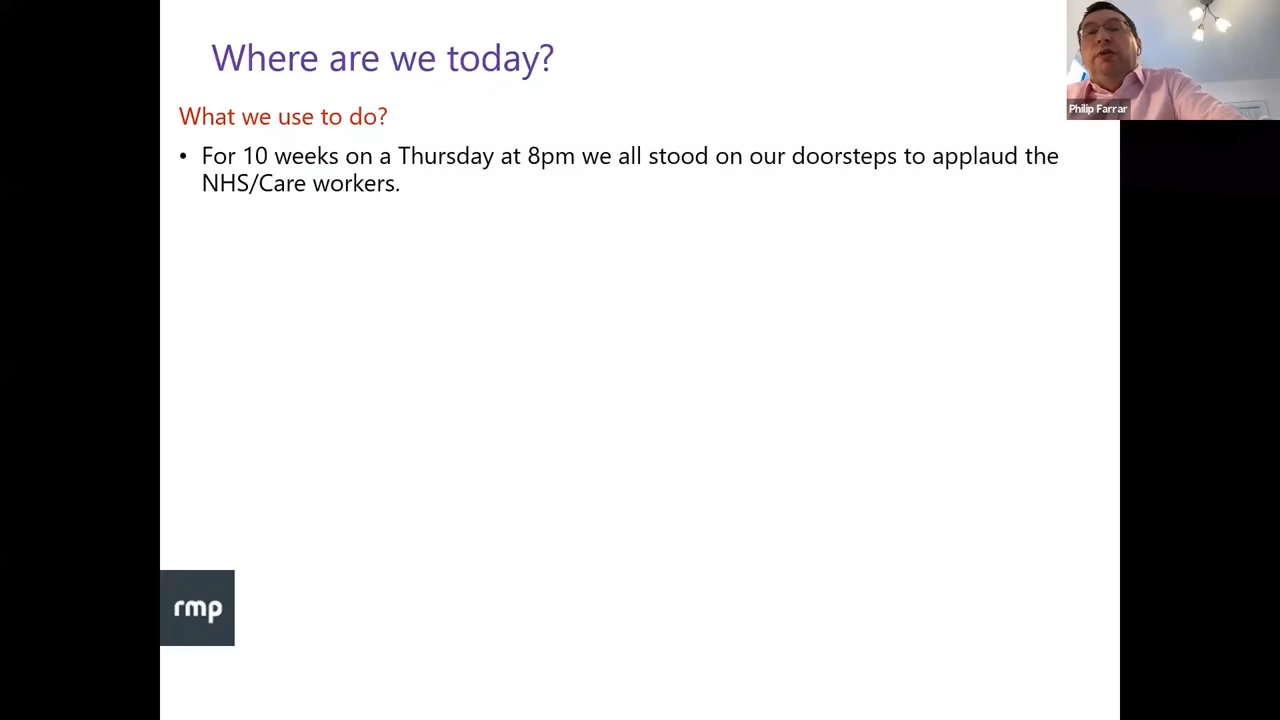 Where are we today?
Philip Farrar
What we use to do?
• For 10 weeks on a Thursday at 8pm we all stood on our doorsteps to applaud the
NHS/Care workers.
rmp